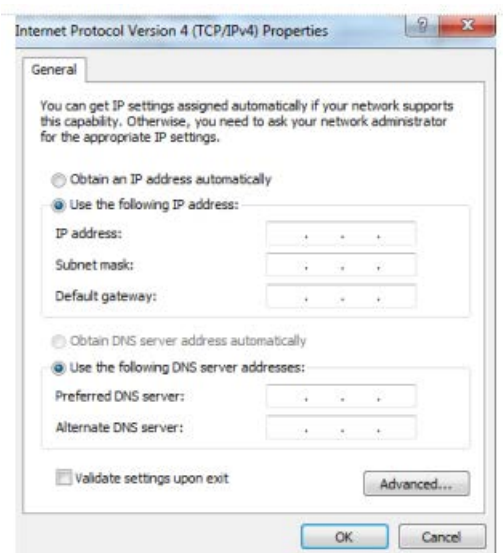 Internet Protocol Version 4 (TCP/IPv4) Properties
General
You can get IP settings assigned automatically if your network supports
this capability. Otherwise, you need to ask your network administrator
for the appropriate IP settings.
Obtain an IP address automatically
Use the following IP address:
IP address:
Subnet mask:
Default gateway:
Obtain DNS server address automatically
Use the following DNS server addresses:
Preferred DNS server:
Alternate DNS server:
Validate settings upon exit
Advanced...
OK
Cancel